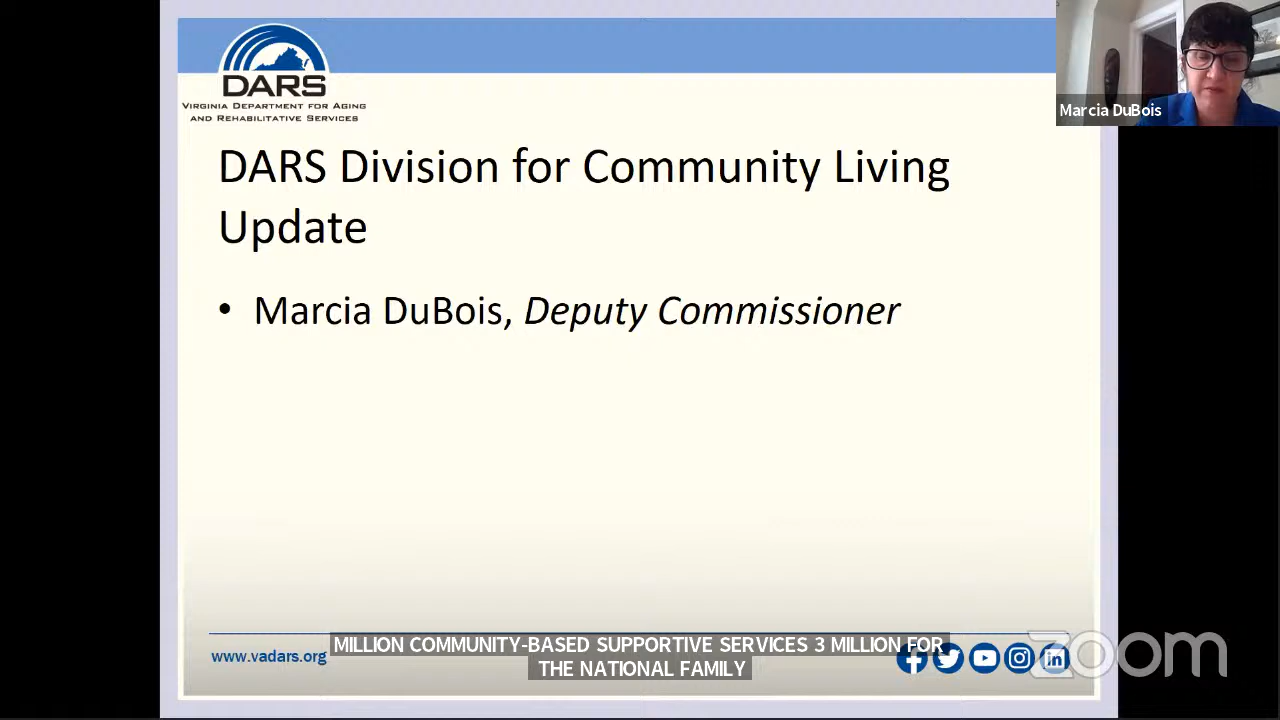 DARS
VIRGINIA DEPARTMENT FOR AGING
AND REHABILITATIVE SERVICES
Marcia DuBois
DARS Division for Community Living
Update
• Marcia DuBois, Deputy Commissioner
MILLION COMMUNITY-BASED SUPPORTIVE SERVICES 3 MILLION FOR
THE NATIONAL FAMILY
www.vadars.org
zoom